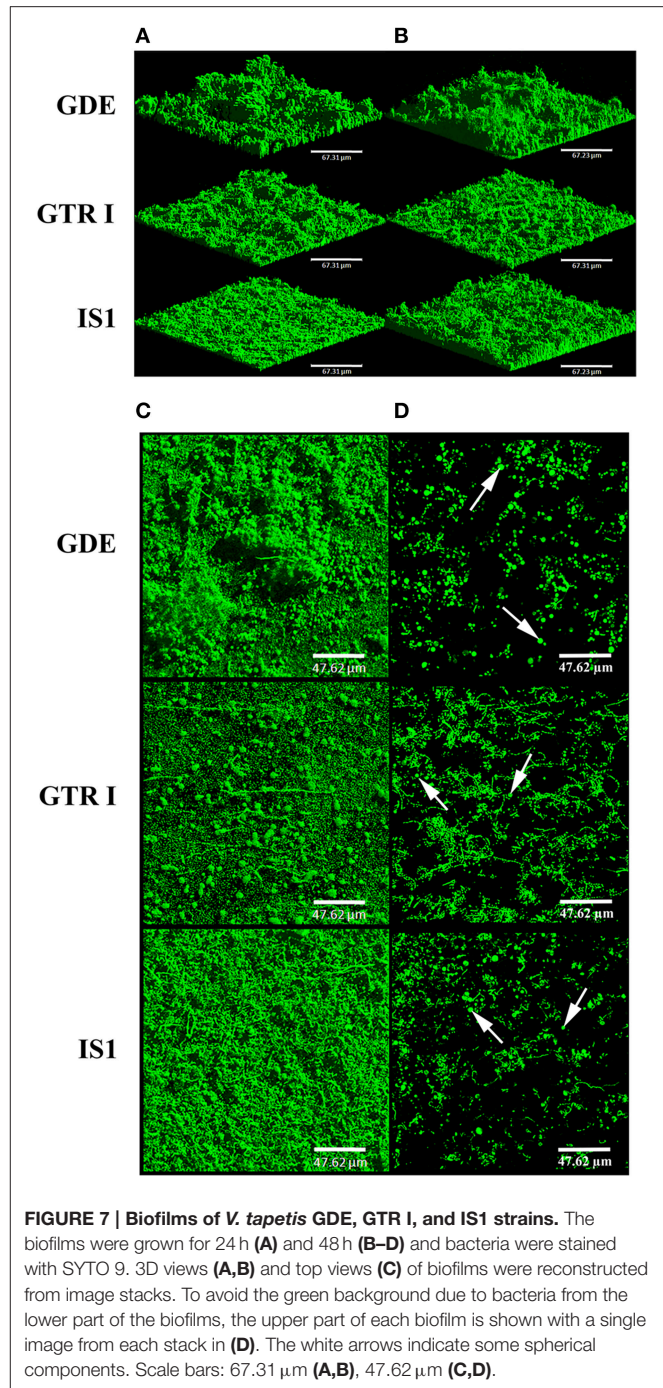 A B
GDE
67.31 µm 67.23 µm
GTR I
67.31 µm 67.31 µm
IS1
67.31 µm 67.23 µm
C D
GDE
47.62 µm 47.62 µm
GTR I
47.62 µm 47.62 µm
IS1
47.62 µm 47.62 µm
FIGURE 7 | Biofilms of V. tapetis GDE, GTR I, and IS1 strains. The
biofilms were grown for 24 h (A) and 48 h (B–D) and bacteria were stained
with SYTO 9. 3D views (A,B) and top views (C) of biofilms were reconstructed
from image stacks. To avoid the green background due to bacteria from the
lower part of the biofilms, the upper part of each biofilm is shown with a single
image from each stack in (D). The white arrows indicate some spherical
components. Scale bars: 67.31 µm (A,B), 47.62 µm (C,D).